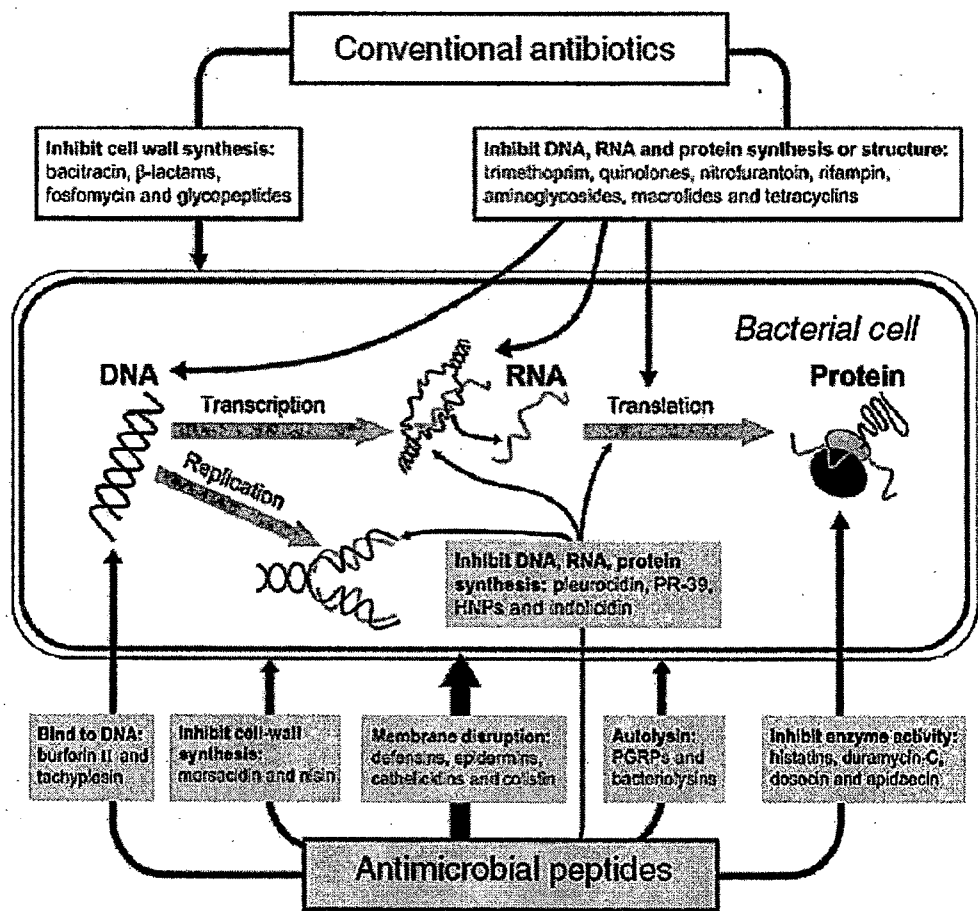 Conventional antibiotics
Inhibit cell wall synthesis:
bacitracin, β-lactams,
fosfomycin and glycopeptides
Inhibit DNA, RNA and protein synthesis or structure:
trimethoprim, quinolones, nitrofurantoin, rifampin,
aminoglycosides, macrolides and tetracyclins
Bacterial cell
DNA
RNA
Protein
Transcription
Translation
Replication
Inhibit DNA, RNA, protein
synthesis: pleurocidin, PR-39,
HNPs and indolicidin
Bind to DNA:
burforin II and
tachyplesin
Inhibit cell-wall
synthesis:
mersacidin and nisin
Membrane disruption:
defensins, epidermins,
cathelicidins and colistin
Autolysin:
PGRPs and
bacteriolysins
Inhibit enzyme activity:
histatins, duramycin-C,
and apidaecin
Antimicrobial peptides